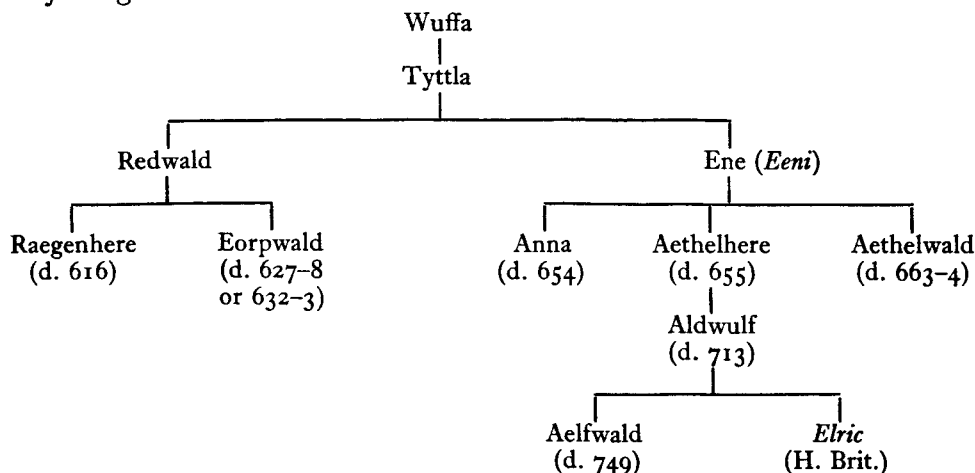 Wuffa
Tyttla
Redwald Ene (Eeni)
Raegenhere Eorpwald Anna Aethelhere Aethelwald
(d. 616) (d. 627–8 (d. 654) (d. 655) (d. 663–4)
or 632–3)
Aldwulf
(d. 713)
Aelfwald Elric
(d. 749) (H. Brit.)